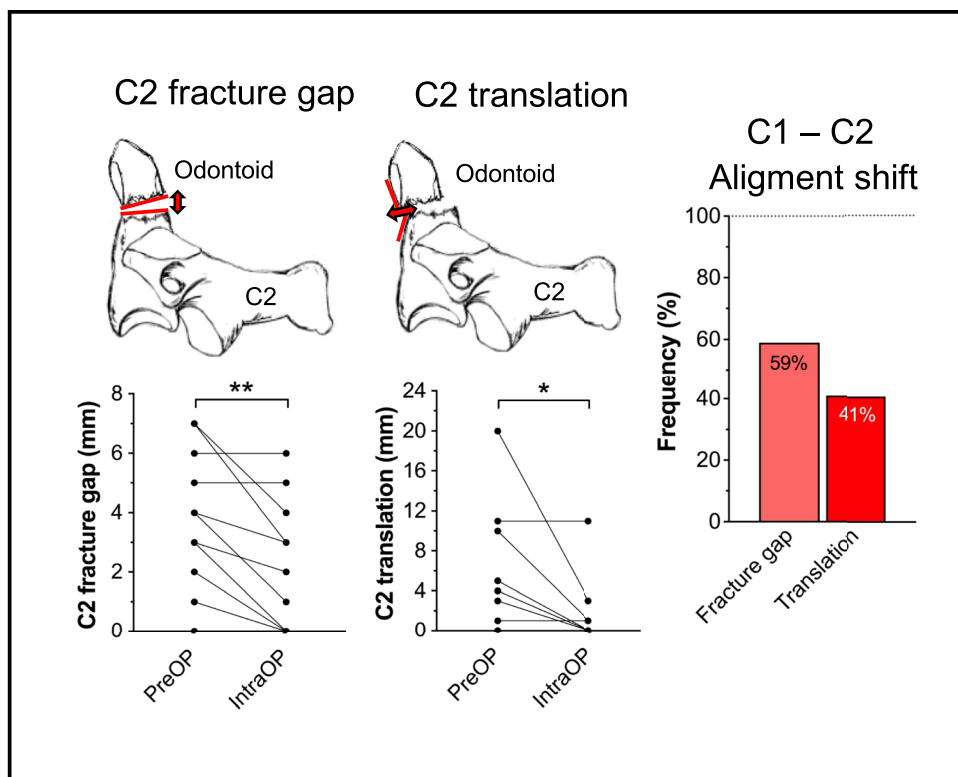 C2 fracture gap
Odontoid
C2
C2 translation
Odontoid
C2
C1 – C2
Aligment shift
C2 fracture gap (mm)
8
6
4
2
0
**
PreOP
IntraOP
C2 translation (mm)
24
20
16
12
8
4
0
*
PreOP
IntraOP
Frequency (%)
100
80
60
40
20
0
59%
41%
Fracture gap
Translation